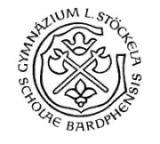 GYMNÁZIUM L. STÖCKELA
SCHOLAE BARDPHENSIS